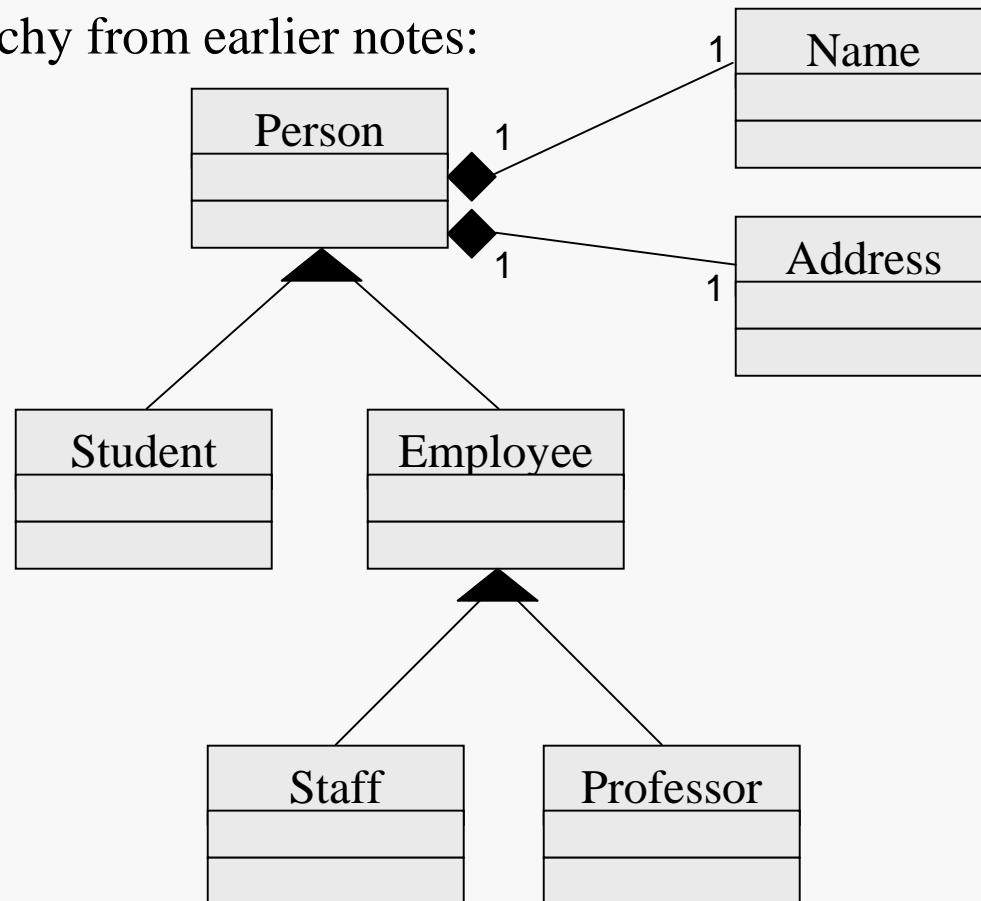 chy from earlier notes:
1
Name
Person
1
Address
1
1
Student
Employee
Staff
Professor